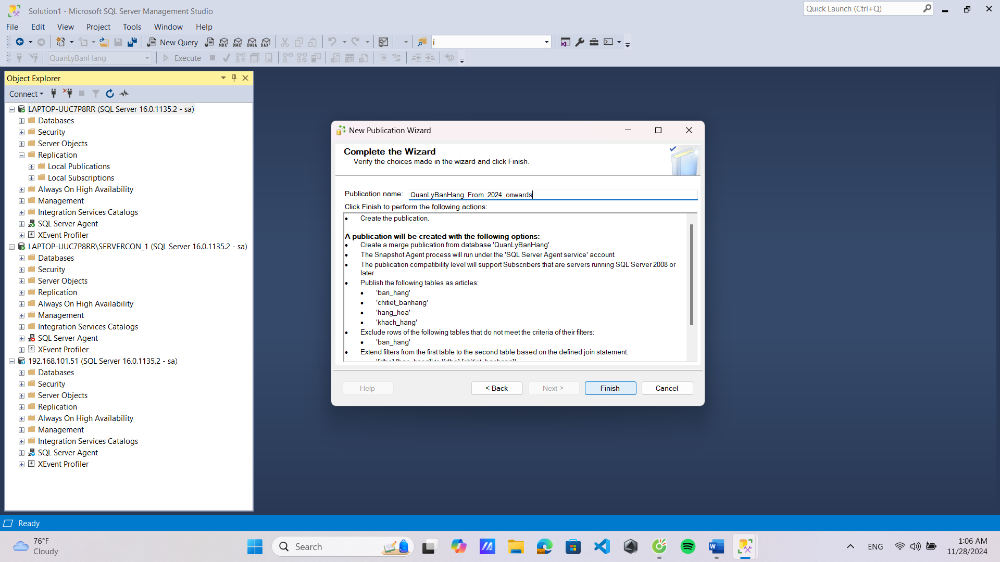 Solution1 - Microsoft SQL Server Management Studio
Quick Launch (Ctrl+Q)
File Edit View Project Tools Window Help
New Query MDX DMX XMLA DAX i
QuanLyBanHang Execute
Object Explorer
Connect
LAPTOP-UUC7P8RR (SQL Server 16.0.1135.2 - sa)
Databases
Security
Server Objects
Replication
Local Publications
Local Subscriptions
Always On High Availability
Management
Integration Services Catalogs
SQL Server Agent
XEvent Profiler
LAPTOP-UUC7P8RR\SERVERCON_1 (SQL Server 16.0.1135.2 - sa)
Databases
Security
Server Objects
Replication
Always On High Availability
Management
Integration Services Catalogs
SQL Server Agent
XEvent Profiler
192.168.101.51 (SQL Server 16.0.1135.2 - sa)
Databases
Security
Server Objects
Replication
Always On High Availability
Management
Integration Services Catalogs
SQL Server Agent
XEvent Profiler
New Publication Wizard
Complete the Wizard
Verify the choices made in the wizard and click Finish.
Publication name: QuanLyBanHang_From_2024_onwards
Click Finish to perform the following actions:
• Create the publication.
A publication will be created with the following options:
• Create a merge publication from database 'QuanLyBanHang'.
• The Snapshot Agent process will run under the 'SQL Server Agent service' account.
• The publication compatibility level will support Subscribers that are servers running SQL Server 2008 or
later.
• Publish the following tables as articles:
• 'ban_hang'
• 'chitiet_banhang'
• 'hang_hoa'
• 'khach_hang'
• Exclude rows of the following tables that do not meet the criteria of their filters:
• 'ban_hang'
• Extend filters from the first table to the second table based on the defined join statement:
'[dbo].[ban_hang]' to '[dbo].[chitiet_banhang]'
Help < Back Next > Finish Cancel
Ready
76°F
Cloudy
Search
ENG
1:06 AM
11/28/2024